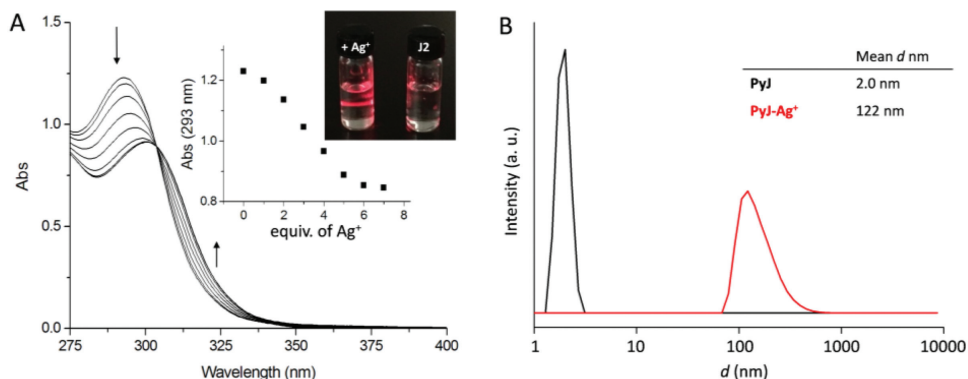 A
1.5
1.0
0.5
0.0
Abs
275
300
325
350
375
400
Wavelength (nm)
1.2
1.0
0.8
Abs (293 nm)
0
2
4
6
8
equiv. of Ag⁺
+ Ag⁺
J2
B
Intensity (a. u.)
Mean d nm
PyJ 2.0 nm
PyJ-Ag⁺ 122 nm
1
10
100
1000
10000
d (nm)